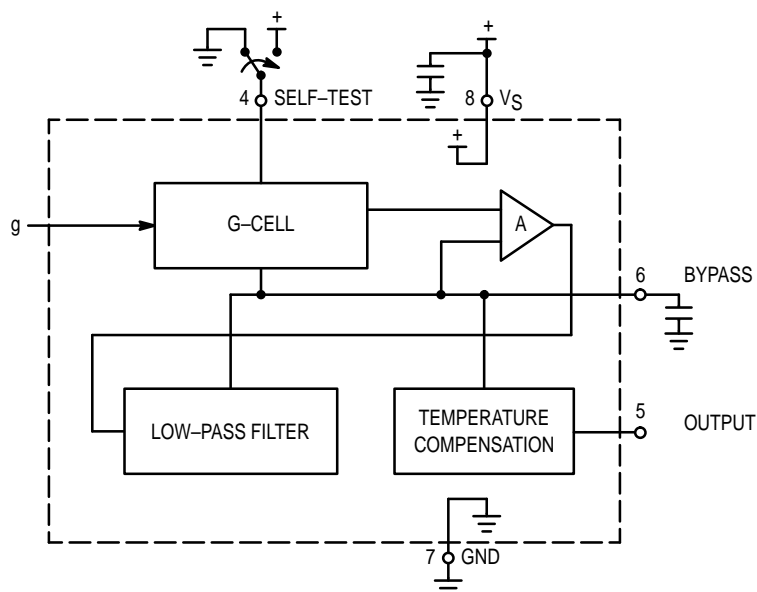 +
+
4 SELF–TEST
8 VS
+
g
G–CELL
A
6 BYPASS
LOW–PASS FILTER
TEMPERATURE
COMPENSATION
5 OUTPUT
7 GND